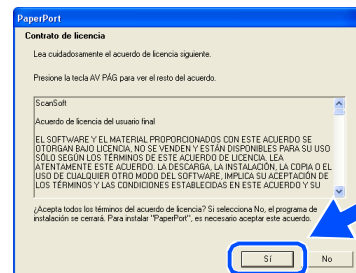 PaperPort
Contrato de licencia
Lea cuidadosamente el acuerdo de licencia siguiente.
Presione la tecla AV PÁG para ver el resto del acuerdo.
ScanSoft
Acuerdo de licencia del usuario final
EL SOFTWARE Y EL MATERIAL PROPORCIONADOS CON ESTE ACUERDO SE
OTORGAN BAJO LICENCIA, NO SE VENDEN Y ESTÁN DISPONIBLES PARA SU USO
SÓLO SEGÚN LOS TÉRMINOS DE ESTE ACUERDO DE LICENCIA. LEA
ATENTAMENTE ESTE ACUERDO. LA DESCARGA, LA INSTALACIÓN, LA COPIA O EL
USO DE CUALQUIER OTRO MODO DEL SOFTWARE, IMPLICA SU ACEPTACIÓN DE
LOS TÉRMINOS Y LAS CONDICIONES ESTABLECIDAS EN ESTE ACUERDO Y SU
¿Acepta todos los términos del acuerdo de licencia? Si selecciona No, el programa de
instalación se cerrará. Para instalar "PaperPort", es necesario aceptar este acuerdo.
Sí No